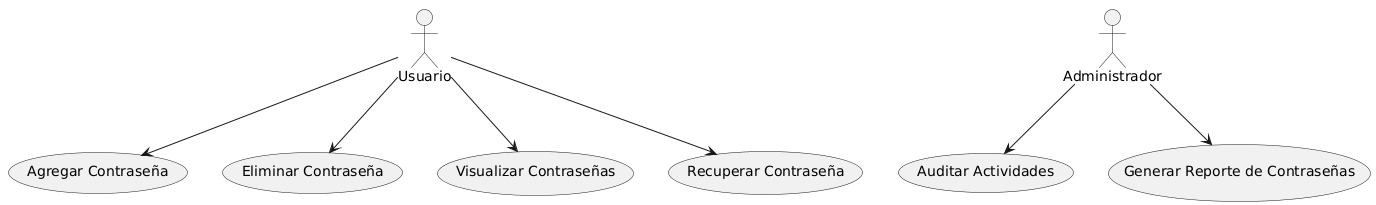 Usuario
Administrador
Agregar Contraseña
Eliminar Contraseña
Visualizar Contraseñas
Recuperar Contraseña
Auditar Actividades
Generar Reporte de Contraseñas